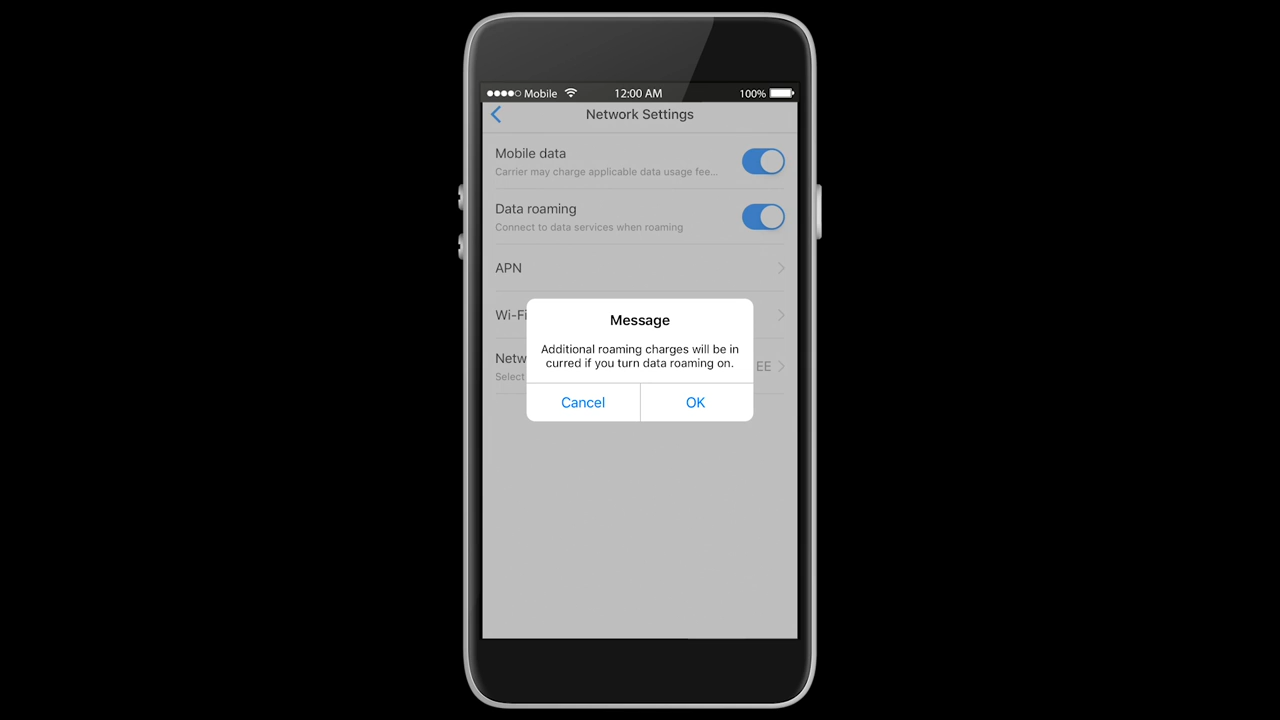 Mobile 12:00 AM 100%
Network Settings
Mobile data
Carrier may charge applicable data usage fee...
Data roaming
Connect to data services when roaming
APN
Wi-Fi
Message
Additional roaming charges will be in
curred if you turn data roaming on.
Netw
EE
Select
Cancel OK